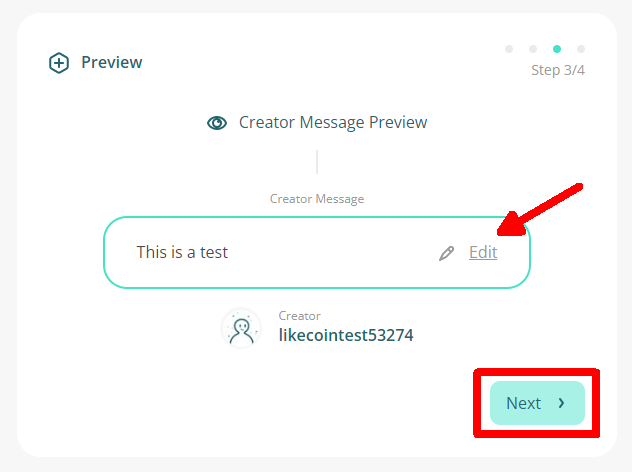 Preview
Step 3/4
Creator Message Preview
Creator Message
This is a test
Edit
Creator
likecointest53274
Next